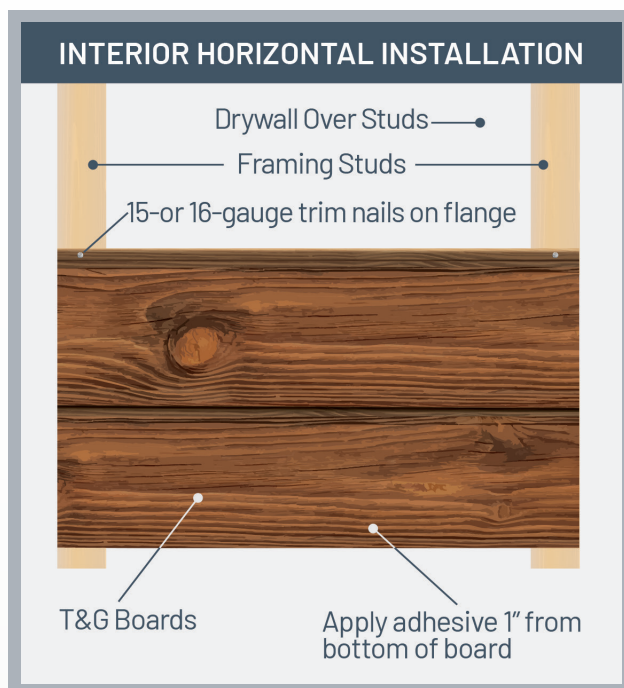 INTERIOR HORIZONTAL INSTALLATION
Drywall Over Studs
Framing Studs
15-or 16-gauge trim nails on flange
T&G Boards
Apply adhesive 1” from
bottom of board